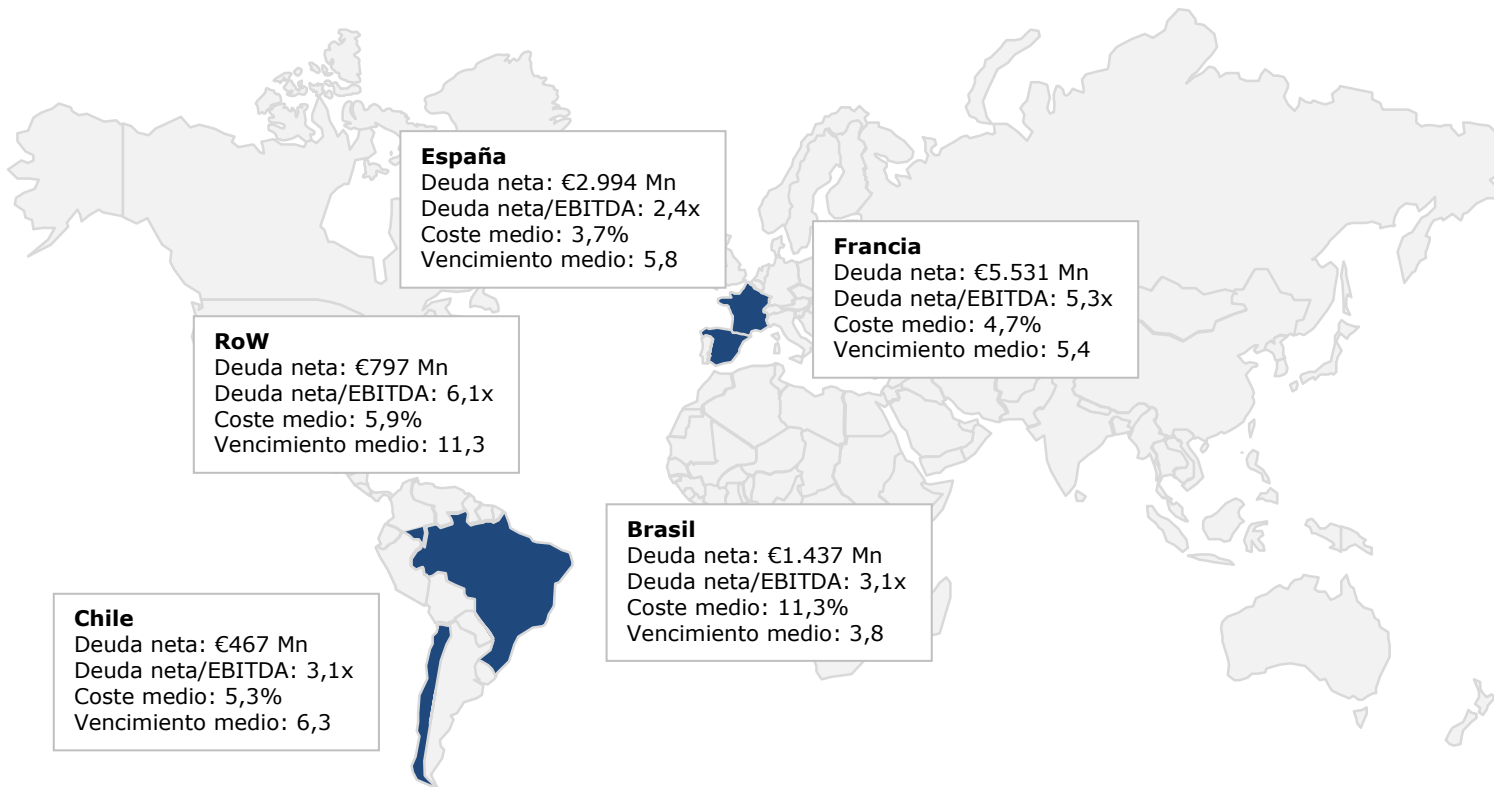 España
Deuda neta: €2.994 Mn
Deuda neta/EBITDA: 2,4x
Coste medio: 3,7%
Vencimiento medio: 5,8
Francia
Deuda neta: €5.531 Mn
Deuda neta/EBITDA: 5,3x
Coste medio: 4,7%
Vencimiento medio: 5,4
RoW
Deuda neta: €797 Mn
Deuda neta/EBITDA: 6,1x
Coste medio: 5,9%
Vencimiento medio: 11,3
Brasil
Deuda neta: €1.437 Mn
Deuda neta/EBITDA: 3,1x
Coste medio: 11,3%
Vencimiento medio: 3,8
Chile
Deuda neta: €467 Mn
Deuda neta/EBITDA: 3,1x
Coste medio: 5,3%
Vencimiento medio: 6,3